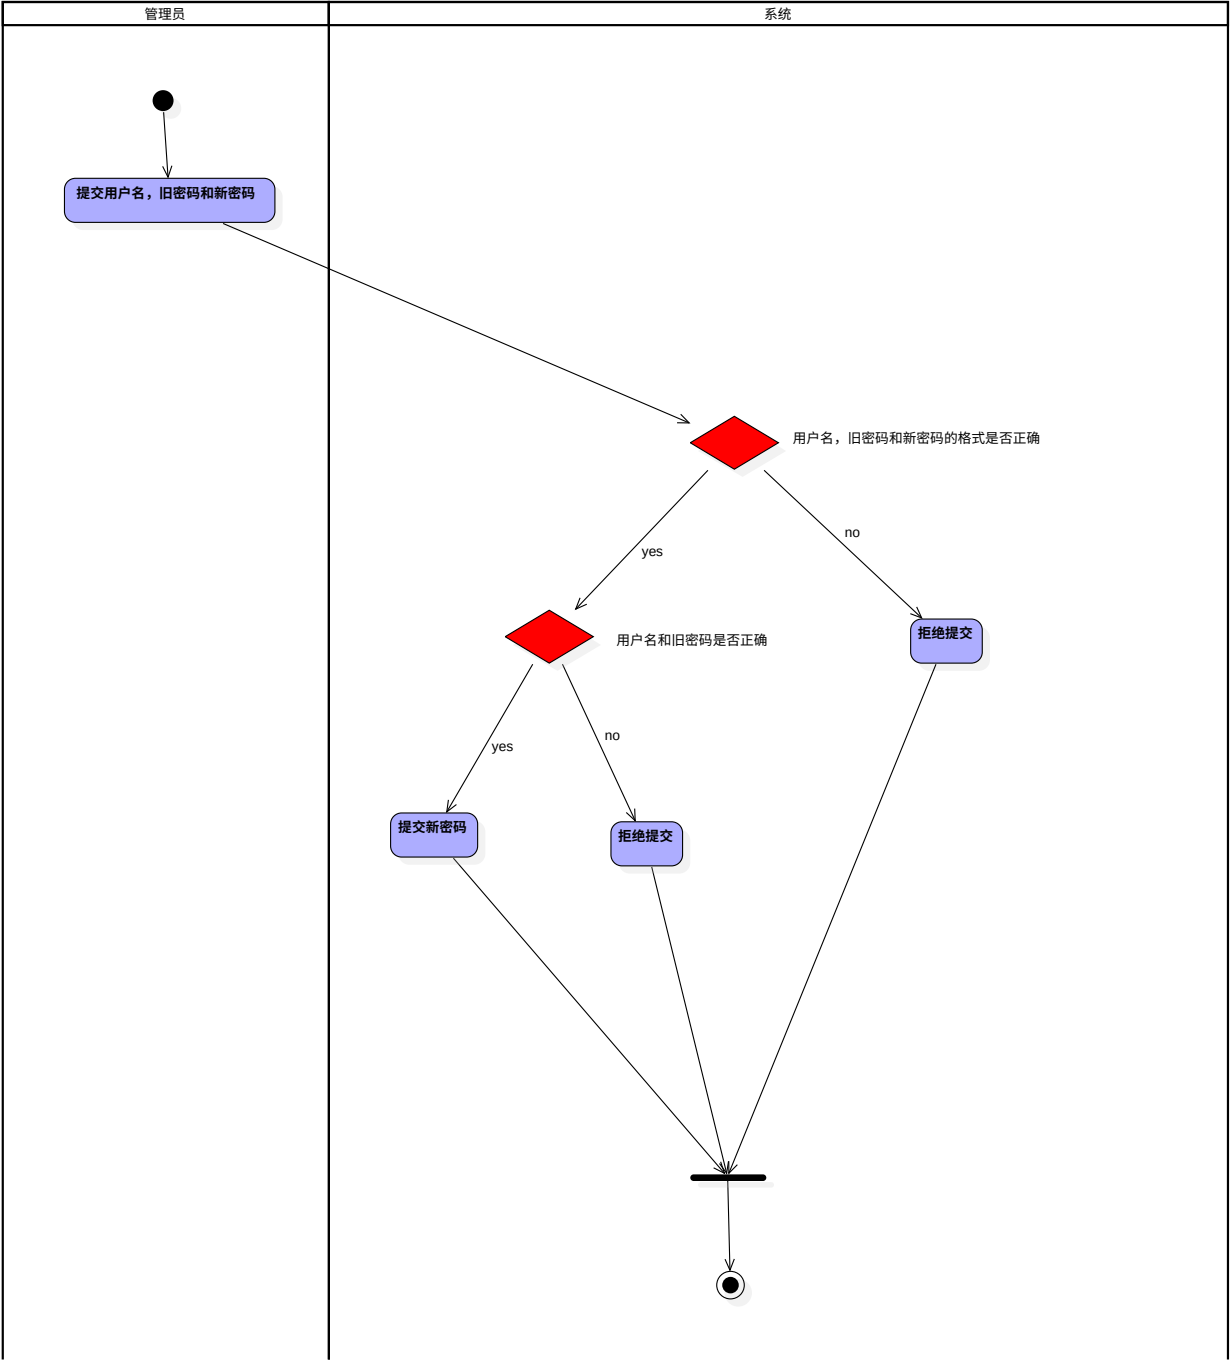 管理员
系统
提交用户名，旧密码和新密码
用户名，旧密码和新密码的格式是否正确
no
yes
拒绝提交
用户名和旧密码是否正确
no
yes
提交新密码
拒绝提交